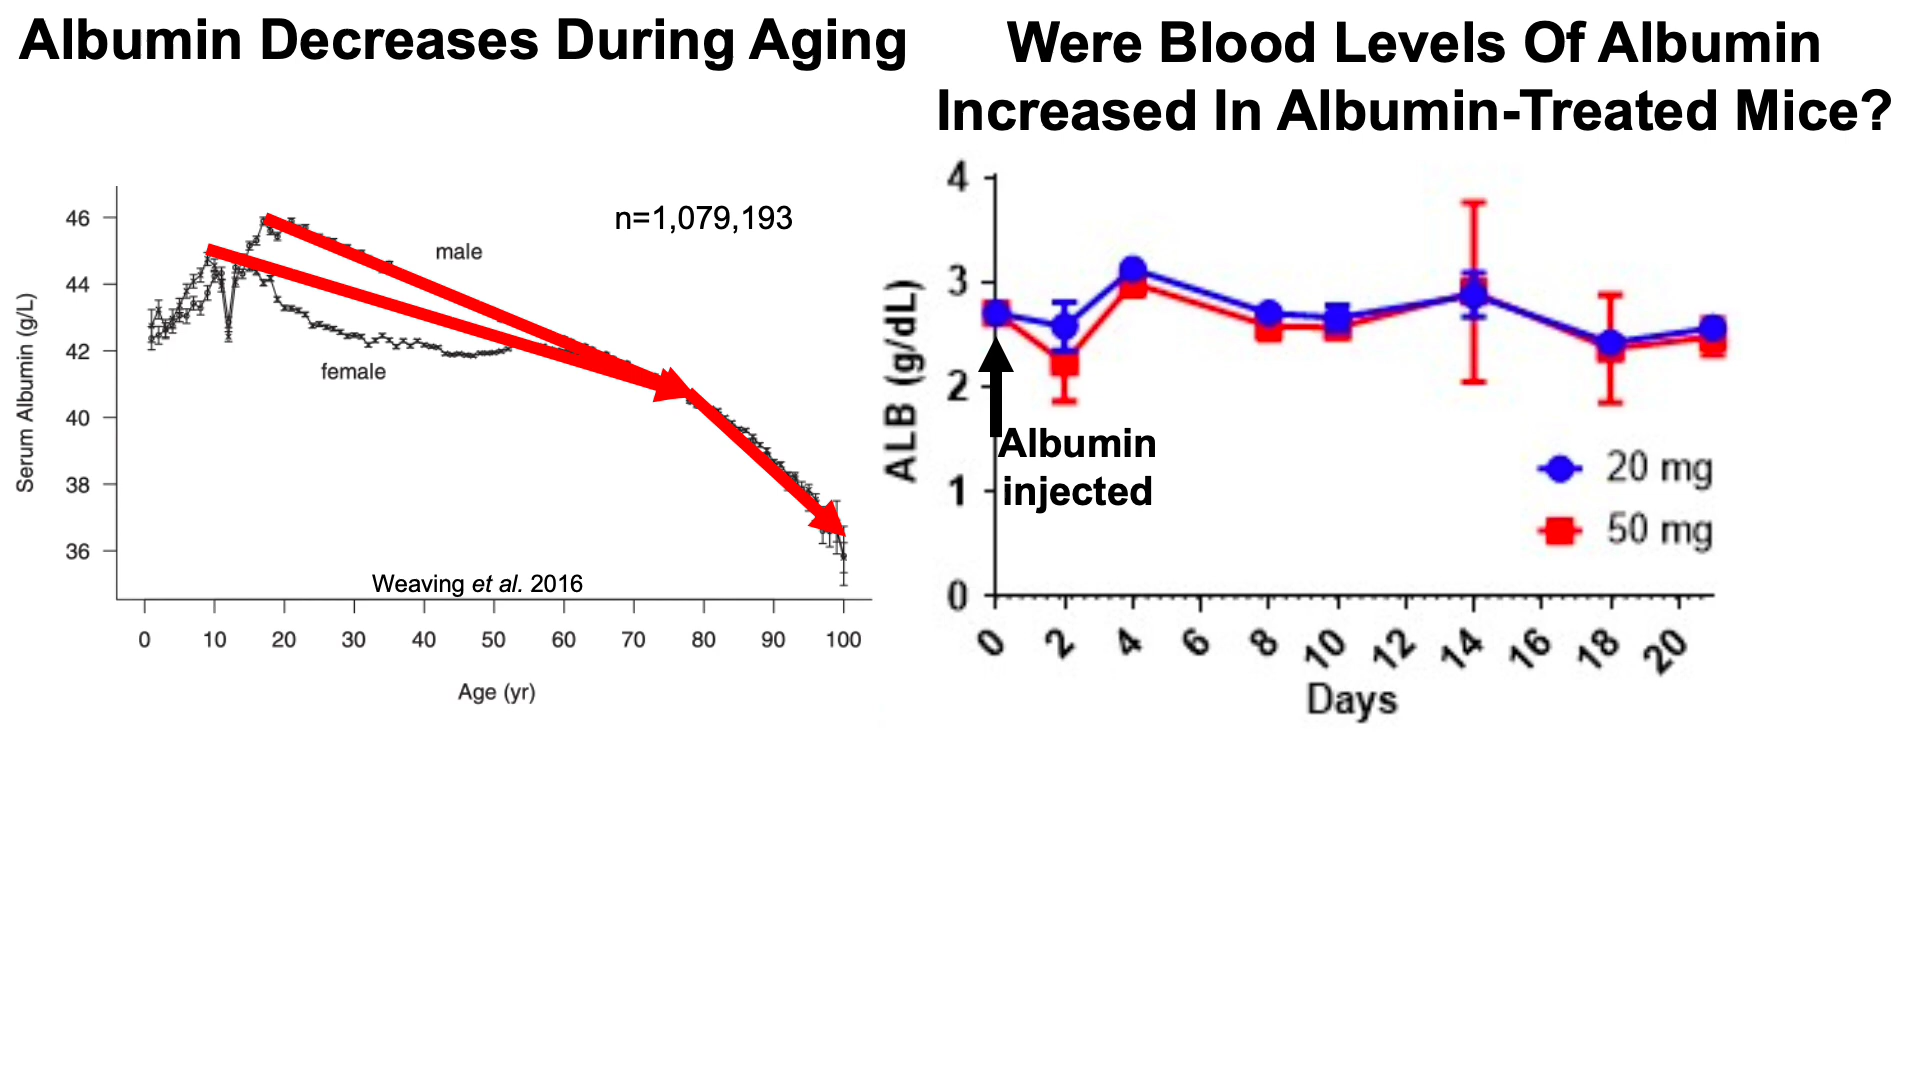 Albumin Decreases During Aging
46
44
42
40
38
36
Serum Albumin (g/L)
n=1,079,193
male
female
Weaving et al. 2016
0 10 20 30 40 50 60 70 80 90 100
Age (yr)
Were Blood Levels Of Albumin
Increased In Albumin-Treated Mice?
4
3
2
1
0
ALB (g/dL)
Albumin
injected
20 mg
50 mg
0 2 4 6 8 10 12 14 16 18 20
Days